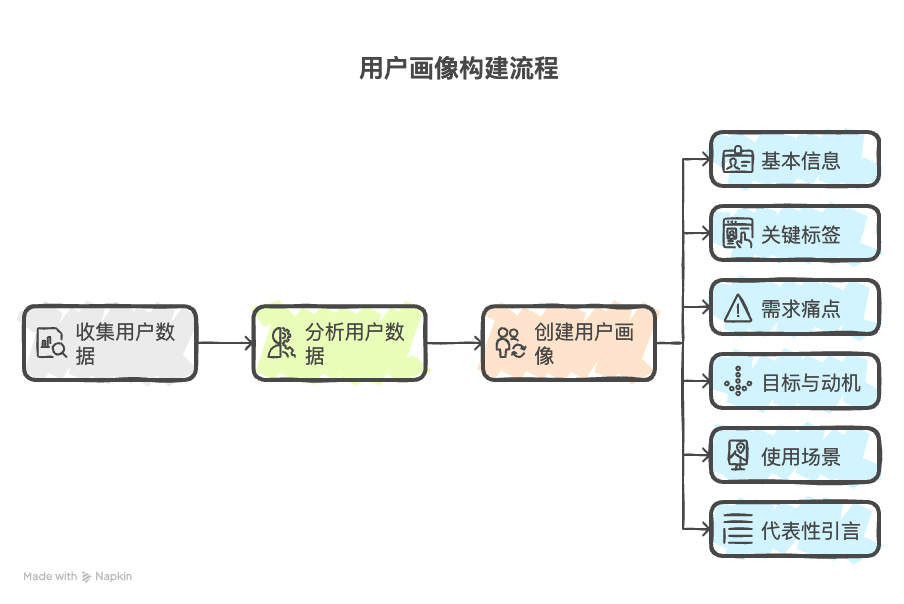 用户画像构建流程
收集用户数
据
分析用户数
据
创建用户画
像
基本信息
关键标签
需求痛点
目标与动机
使用场景
代表性引言
Made with Napkin